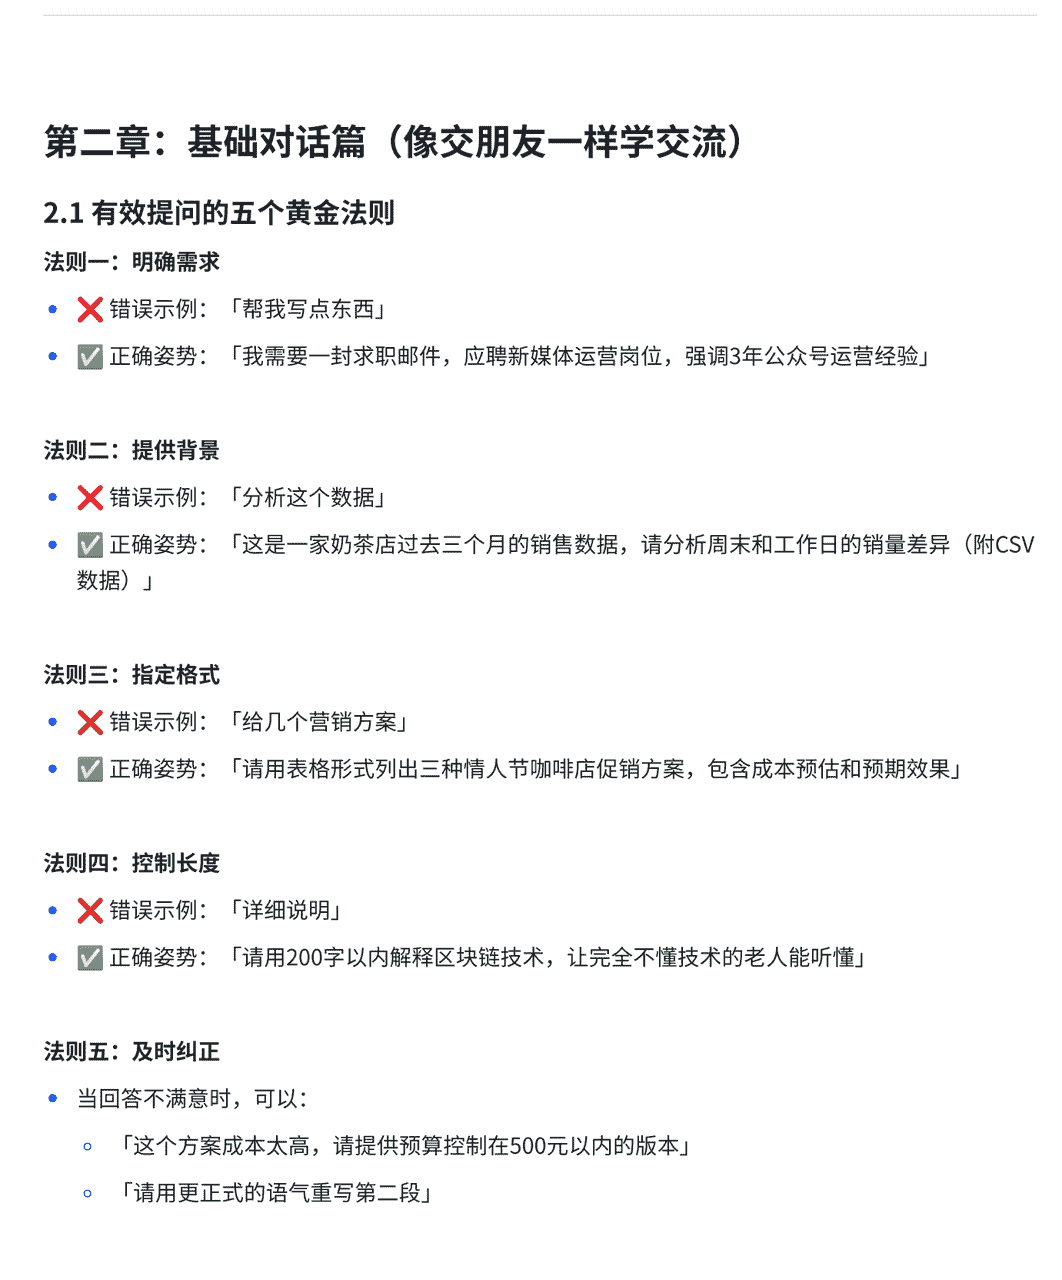 第二章：基础对话篇（像交朋友一样学交流）
2.1 有效提问的五个黄金法则
法则一：明确需求
❌ 错误示例：「帮我写点东西」
✅ 正确姿势：「我需要一封求职邮件，应聘新媒体运营岗位，强调3年公众号运营经验」
法则二：提供背景
❌ 错误示例：「分析这个数据」
✅ 正确姿势：「这是一家奶茶店过去三个月的销售数据，请分析周末和工作日的销量差异（附CSV
数据）」
法则三：指定格式
❌ 错误示例：「给几个营销方案」
✅ 正确姿势：「请用表格形式列出三种情人节咖啡店促销方案，包含成本预估和预期效果」
法则四：控制长度
❌ 错误示例：「详细说明」
✅ 正确姿势：「请用200字以内解释区块链技术，让完全不懂技术的老人能听懂」
法则五：及时纠正
当回答不满意时，可以：
「这个方案成本太高，请提供预算控制在500元以内的版本」
「请用更正式的语气重写第二段」